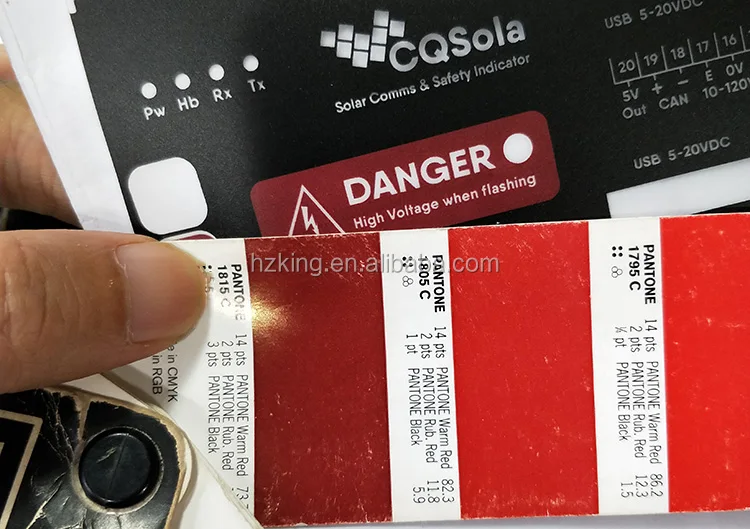 USB 5-20VDC
CQSola
Solar Comms & Safety Indicator
Pw Hb Rx Tx
20 19 18 17 16
5V + – E 0V
Out CAN 10-120V
USB 5-20VDC
DANGER
High Voltage when flashing
hzking.en.alibaba.com
PANTONE
1815 C
14 pts PANTONE Warm Red 73.
2 pts PANTONE Rub. Red
3 pts PANTONE Black
PANTONE
1805 C
14 pts PANTONE Warm Red 82.3
2 pts PANTONE Rub. Red 11.8
1 pt PANTONE Black 5.9
PANTONE
1795 C
14 pts PANTONE Warm Red 86.2
2 pts PANTONE Rub. Red 12.3
¼ pt PANTONE Black 1.5
in CMYK
in RGB